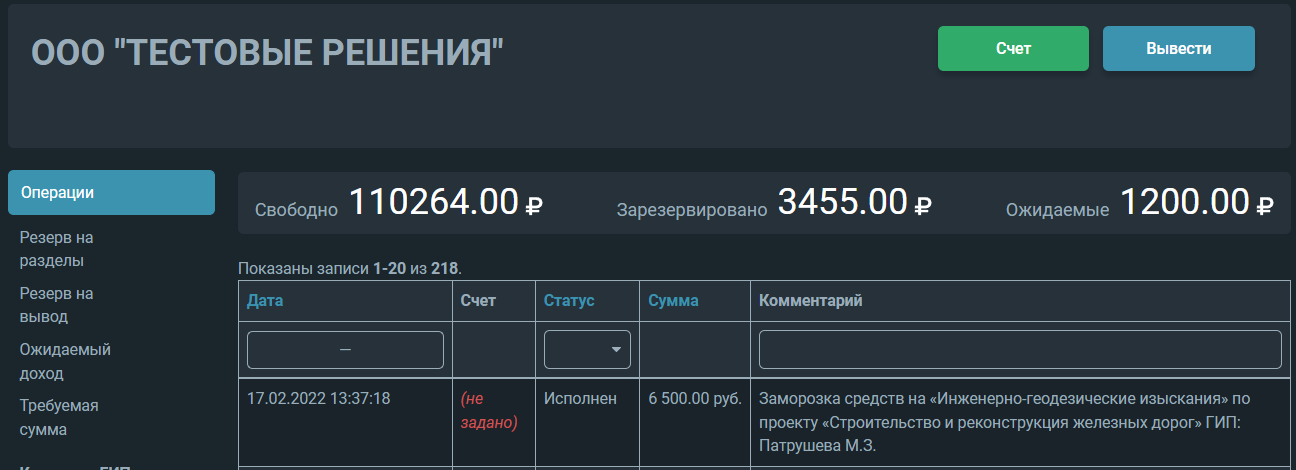 ООО "ТЕСТОВЫЕ РЕШЕНИЯ"
Счет
Вывести
Операции
Резерв на
разделы
Резерв на
вывод
Ожидаемый
доход
Требуемая
сумма
Свободно 110264.00 ₽
Зарезервировано 3455.00 ₽
Ожидаемые 1200.00 ₽
Показаны записи 1-20 из 218.
Дата Счет Статус Сумма Комментарий
—
17.02.2022 13:37:18
(не
задано)
Исполнен
6 500.00 руб.
Заморозка средств на «Инженерно-геодезические изыскания» по
проекту «Строительство и реконструкция железных дорог» ГИП:
Патрушева М.З.